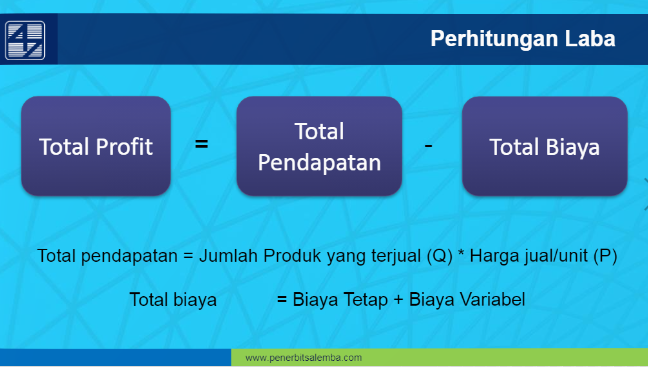 Perhitungan Laba
Total Profit = Total Pendapatan - Total Biaya
Total pendapatan = Jumlah Produk yang terjual (Q) * Harga jual/unit (P)
Total biaya = Biaya Tetap + Biaya Variabel
www.penerbitsalemba.com